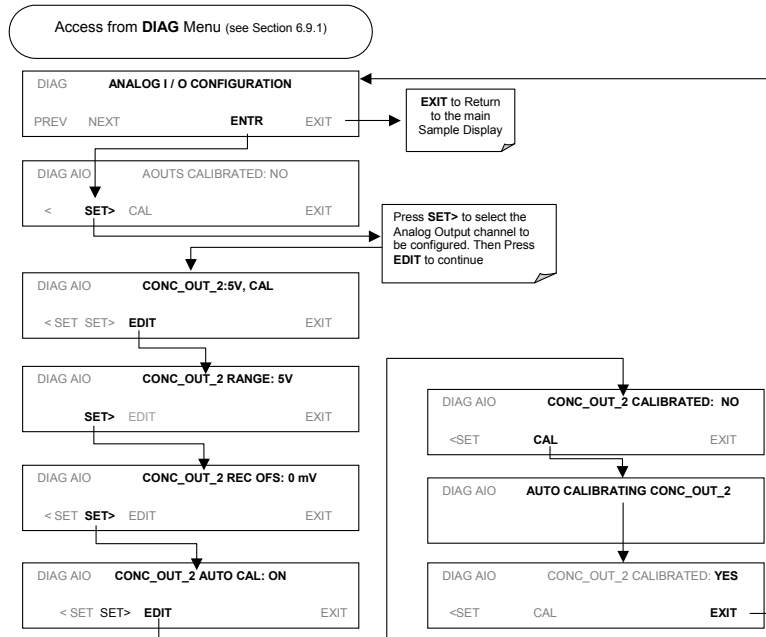 Access from DIAG Menu (see Section 6.9.1)
DIAG ANALOG I / O CONFIGURATION
PREV NEXT ENTR EXIT
EXIT to Return
to the main
Sample Display
DIAG AIO AOUTS CALIBRATED: NO
< SET> CAL EXIT
Press SET> to select the
Analog Output channel to
be configured. Then Press
EDIT to continue
DIAG AIO CONC_OUT_2:5V, CAL
< SET SET> EDIT EXIT
DIAG AIO CONC_OUT_2 RANGE: 5V
SET> EDIT EXIT
DIAG AIO CONC_OUT_2 REC OFS: 0 mV
< SET SET> EDIT EXIT
DIAG AIO CONC_OUT_2 AUTO CAL: ON
< SET SET> EDIT EXIT
DIAG AIO CONC_OUT_2 CALIBRATED: NO
<SET CAL EXIT
DIAG AIO AUTO CALIBRATING CONC_OUT_2
DIAG AIO CONC_OUT_2 CALIBRATED: YES
<SET CAL EXIT